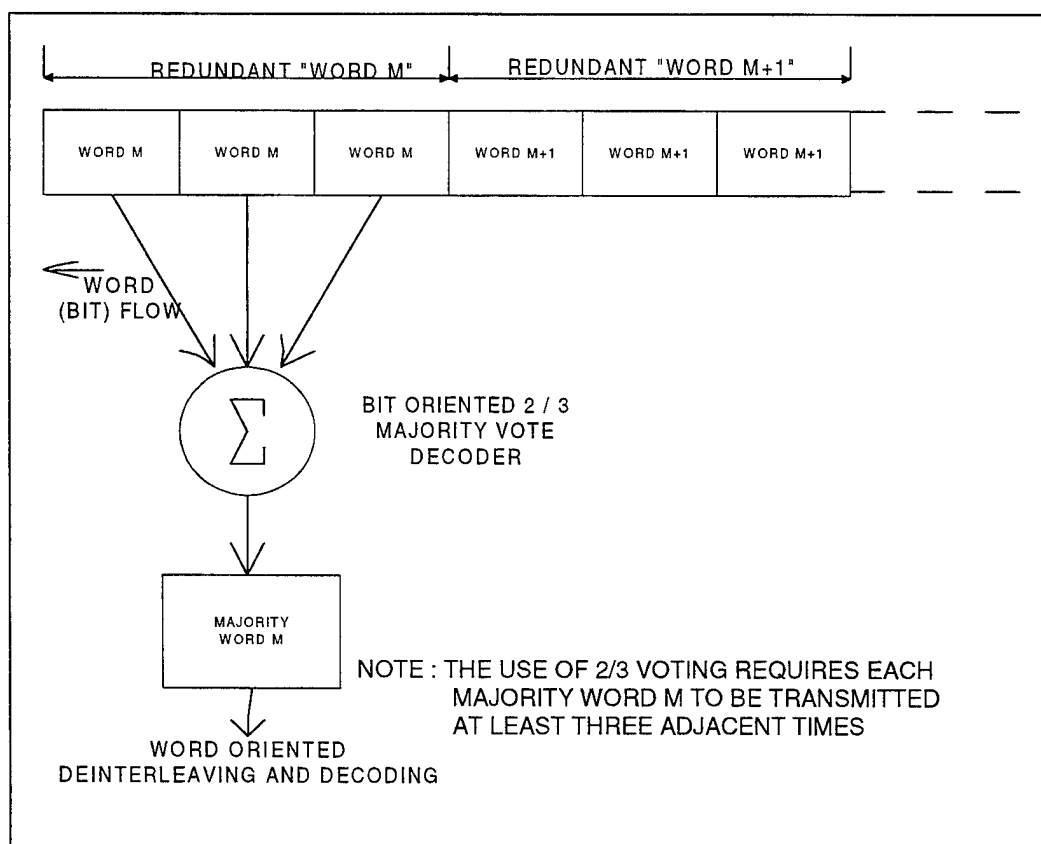 REDUNDANT "WORD M"
REDUNDANT "WORD M+1"
WORD M
WORD M
WORD M
WORD M+1
WORD M+1
WORD M+1
WORD
(BIT) FLOW
Σ
BIT ORIENTED 2 / 3
MAJORITY VOTE
DECODER
MAJORITY
WORD M
NOTE : THE USE OF 2/3 VOTING REQUIRES EACH
MAJORITY WORD M TO BE TRANSMITTED
AT LEAST THREE ADJACENT TIMES
WORD ORIENTED
DEINTERLEAVING AND DECODING